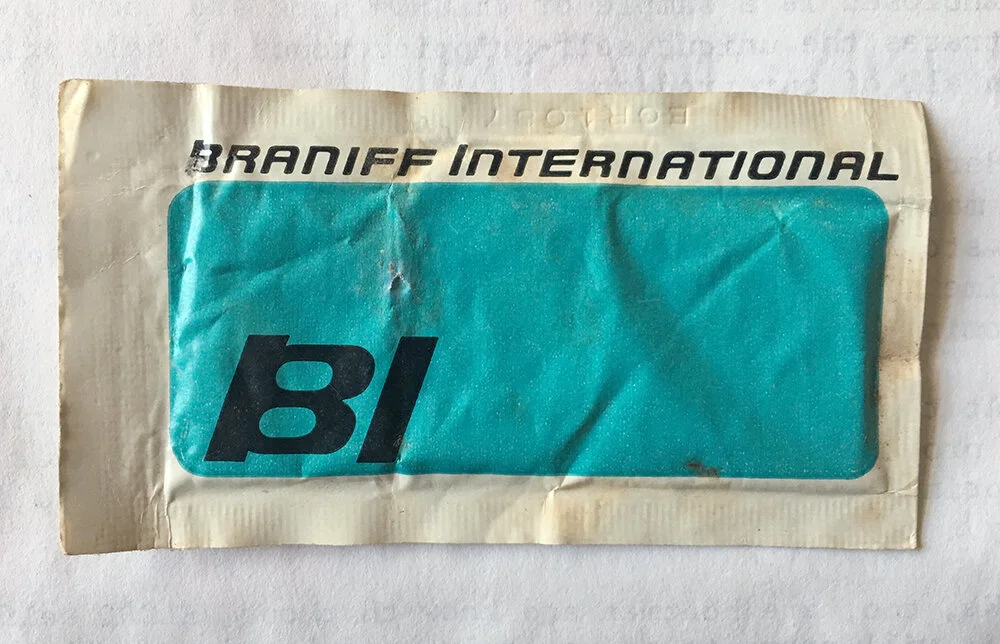 BRANIFF INTERNATIONAL
BI